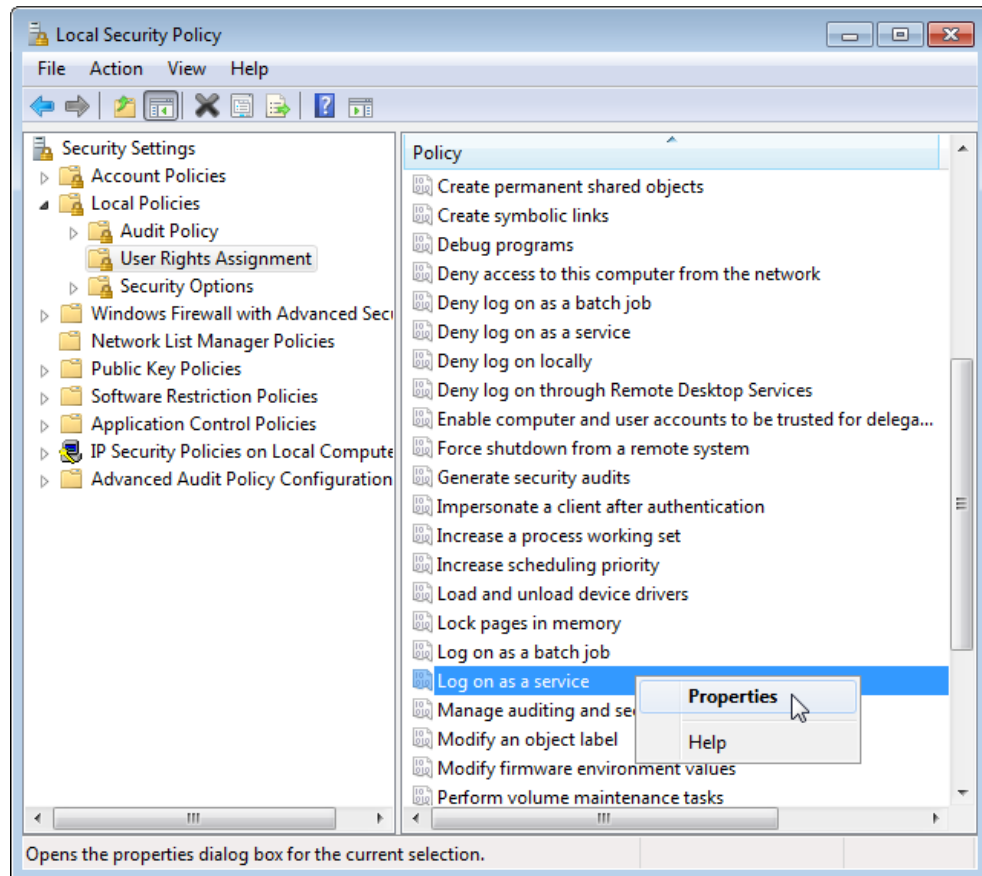 Local Security Policy
File Action View Help
Security Settings
Account Policies
Local Policies
Audit Policy
User Rights Assignment
Security Options
Windows Firewall with Advanced Secu
Network List Manager Policies
Public Key Policies
Software Restriction Policies
Application Control Policies
IP Security Policies on Local Compute
Advanced Audit Policy Configuration
Policy
Create permanent shared objects
Create symbolic links
Debug programs
Deny access to this computer from the network
Deny log on as a batch job
Deny log on as a service
Deny log on locally
Deny log on through Remote Desktop Services
Enable computer and user accounts to be trusted for delega...
Force shutdown from a remote system
Generate security audits
Impersonate a client after authentication
Increase a process working set
Increase scheduling priority
Load and unload device drivers
Lock pages in memory
Log on as a batch job
Log on as a service
Manage auditing and se
Modify an object label
Modify firmware environment values
Perform volume maintenance tasks
Properties
Help
Opens the properties dialog box for the current selection.